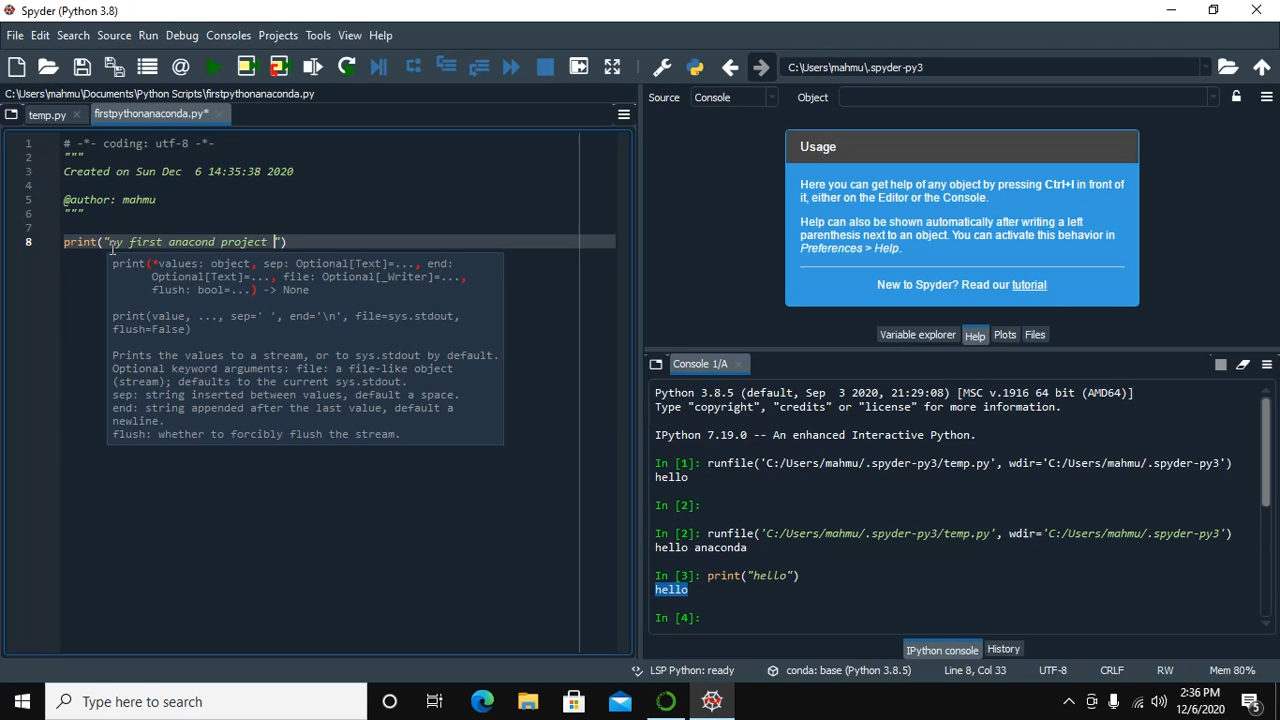 Spyder (Python 3.8)
File Edit Search Source Run Debug Consoles Projects Tools View Help
C:\Users\mahmu\.spyder-py3
C:\Users\mahmu\Documents\Python Scripts\firstpythonanaconda.py
temp.py firstpythonanaconda.py*
Source Console Object
1 # -*- coding: utf-8 -*-
2 """
3 Created on Sun Dec  6 14:35:38 2020
4
5 @author: mahmu
6 """
7
8 print("my first anacond project ")
print(*values: object, sep: Optional[Text]=..., end:
Optional[Text]=..., file: Optional[_Writer]=...,
flush: bool=...) -> None
print(value, ..., sep=' ', end='\n', file=sys.stdout,
flush=False)
Prints the values to a stream, or to sys.stdout by default.
Optional keyword arguments: file: a file-like object
(stream); defaults to the current sys.stdout.
sep: string inserted between values, default a space.
end: string appended after the last value, default a
newline.
flush: whether to forcibly flush the stream.
Usage
Here you can get help of any object by pressing Ctrl+I in front of
it, either on the Editor or the Console.
Help can also be shown automatically after writing a left
parenthesis next to an object. You can activate this behavior in
Preferences > Help.
New to Spyder? Read our tutorial
Variable explorer Help Plots Files
Console 1/A
Python 3.8.5 (default, Sep  3 2020, 21:29:08) [MSC v.1916 64 bit (AMD64)]
Type "copyright", "credits" or "license" for more information.
IPython 7.19.0 -- An enhanced Interactive Python.
In [1]: runfile('C:/Users/mahmu/.spyder-py3/temp.py', wdir='C:/Users/mahmu/.spyder-py3')
hello
In [2]:
In [2]: runfile('C:/Users/mahmu/.spyder-py3/temp.py', wdir='C:/Users/mahmu/.spyder-py3')
hello anaconda
In [3]: print("hello")
hello
In [4]:
IPython console History
LSP Python: ready conda: base (Python 3.8.5) Line 8, Col 33 UTF-8 CRLF RW Mem 80%
Type here to search
2:36 PM
12/6/2020
5